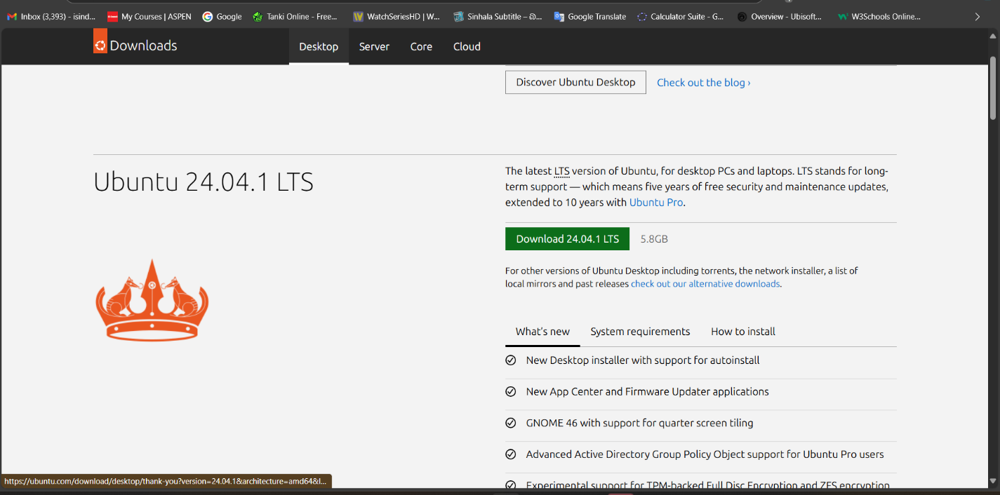 Inbox (3,393) - isind...
My Courses | ASPEN
Google
Tanki Online - Free...
WatchSeriesHD | W...
Sinhala Subtitle – ෙබ...
Google Translate
Calculator Suite - G...
Overview - Ubisoft...
W3Schools Online...
Downloads
Desktop
Server
Core
Cloud
Discover Ubuntu Desktop
Check out the blog ›
Ubuntu 24.04.1 LTS
The latest LTS version of Ubuntu, for desktop PCs and laptops. LTS stands for long-
term support — which means five years of free security and maintenance updates,
extended to 10 years with Ubuntu Pro.
Download 24.04.1 LTS
5.8GB
For other versions of Ubuntu Desktop including torrents, the network installer, a list of
local mirrors and past releases check out our alternative downloads.
What's new
System requirements
How to install
New Desktop installer with support for autoinstall
New App Center and Firmware Updater applications
GNOME 46 with support for quarter screen tiling
Advanced Active Directory Group Policy Object support for Ubuntu Pro users
Experimental support for TPM-backed Full Disc Encryption and ZFS encryption
https://ubuntu.com/download/desktop/thank-you?version=24.04.1&architecture=amd64&l...